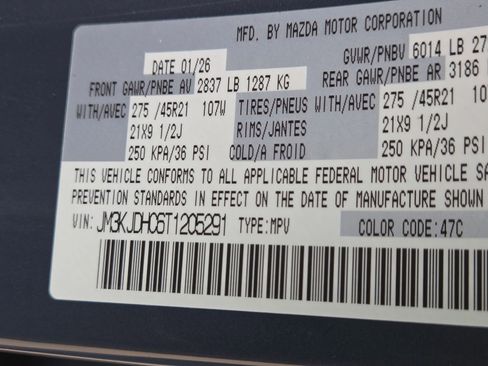 MFD. BY MAZDA MOTOR CORPORATION
DATE 01/26
GVWR/PNBV 6014 LB 27
FRONT GAWR/PNBE AV 2837 LB 1287 KG
REAR GAWR/PNBE AR 3186
WITH/AVEC 275 /45R21 107W TIRES/PNEUS WITH/AVEC 275 /45R21
21X9 1/2J RIMS/JANTES 21X9 1/2J
250 KPA/36 PSI COLD/A FROID 250 KPA/36 PSI
THIS VEHICLE CONFORMS TO ALL APPLICABLE FEDERAL MOTOR VEHICLE SA
PREVENTION STANDARDS IN EFFECT ON THE DATE OF MANUFACTURE SHOWN
VIN: JM3KJDHC6T1205291 TYPE:MPV COLOR CODE:47C